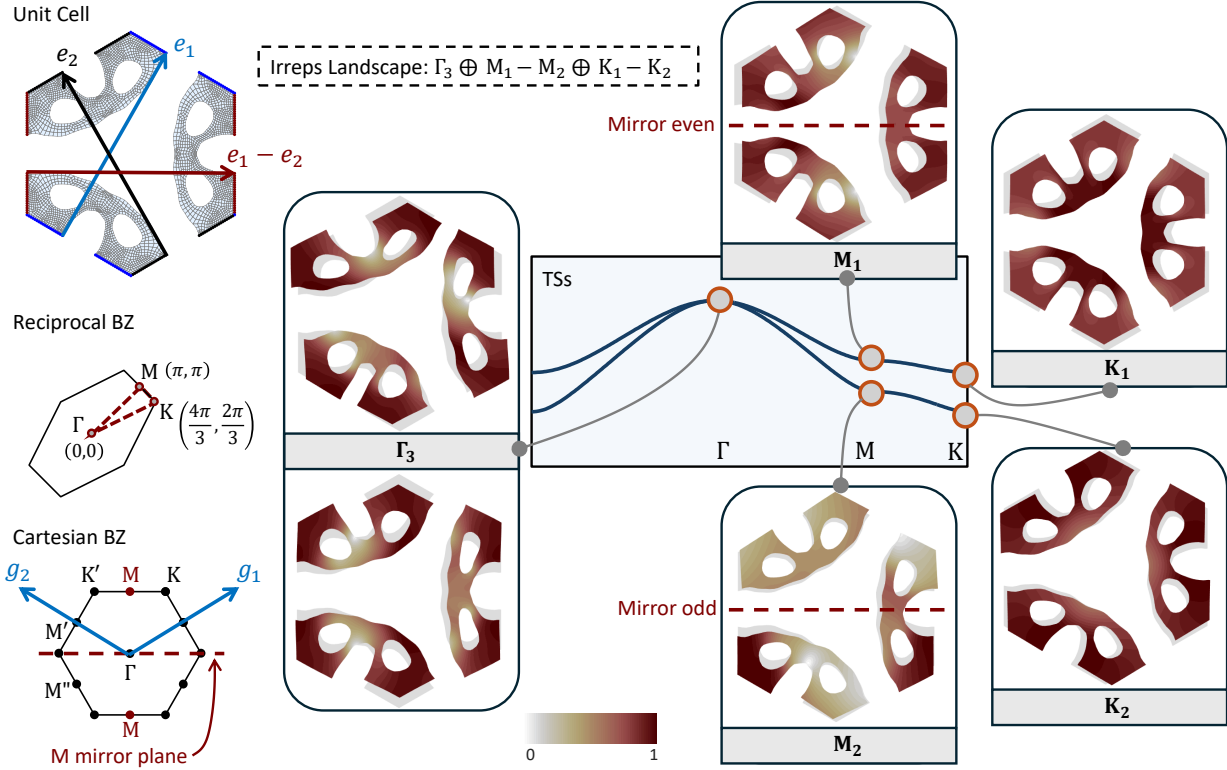 Unit Cell
e₂
e₁
e₁ − e₂
Irreps Landscape: Γ₃ ⊕ M₁ − M₂ ⊕ K₁ − K₂
Mirror even
M₁
K₁
TSs
Γ
M
K
Γ₃
Reciprocal BZ
M (π, π)
Γ
(0,0)
K (4π/3, 2π/3)
Cartesian BZ
g₂
K′
M
K
g₁
M′
Γ
M″
M
M mirror plane
Mirror odd
M₂
K₂
0
1